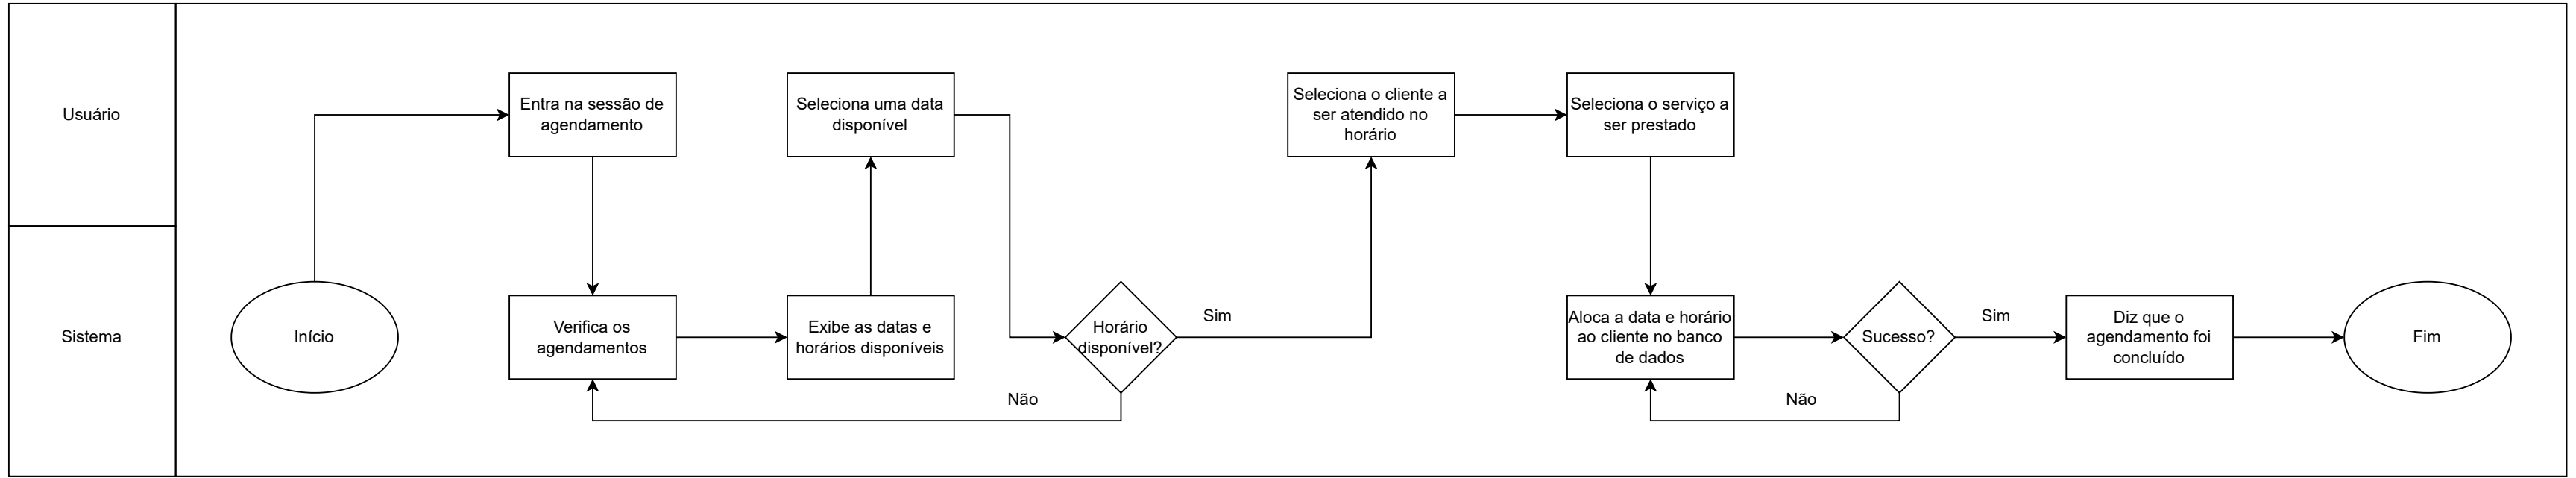 Usuário
Entra na sessão de
agendamento
Seleciona uma data
disponível
Seleciona o cliente a
ser atendido no
horário
Seleciona o serviço a
ser prestado
Sistema
Início
Verifica os
agendamentos
Exibe as datas e
horários disponíveis
Horário
disponível?
Sim
Não
Aloca a data e horário
ao cliente no banco
de dados
Sucesso?
Sim
Não
Diz que o
agendamento foi
concluído
Fim